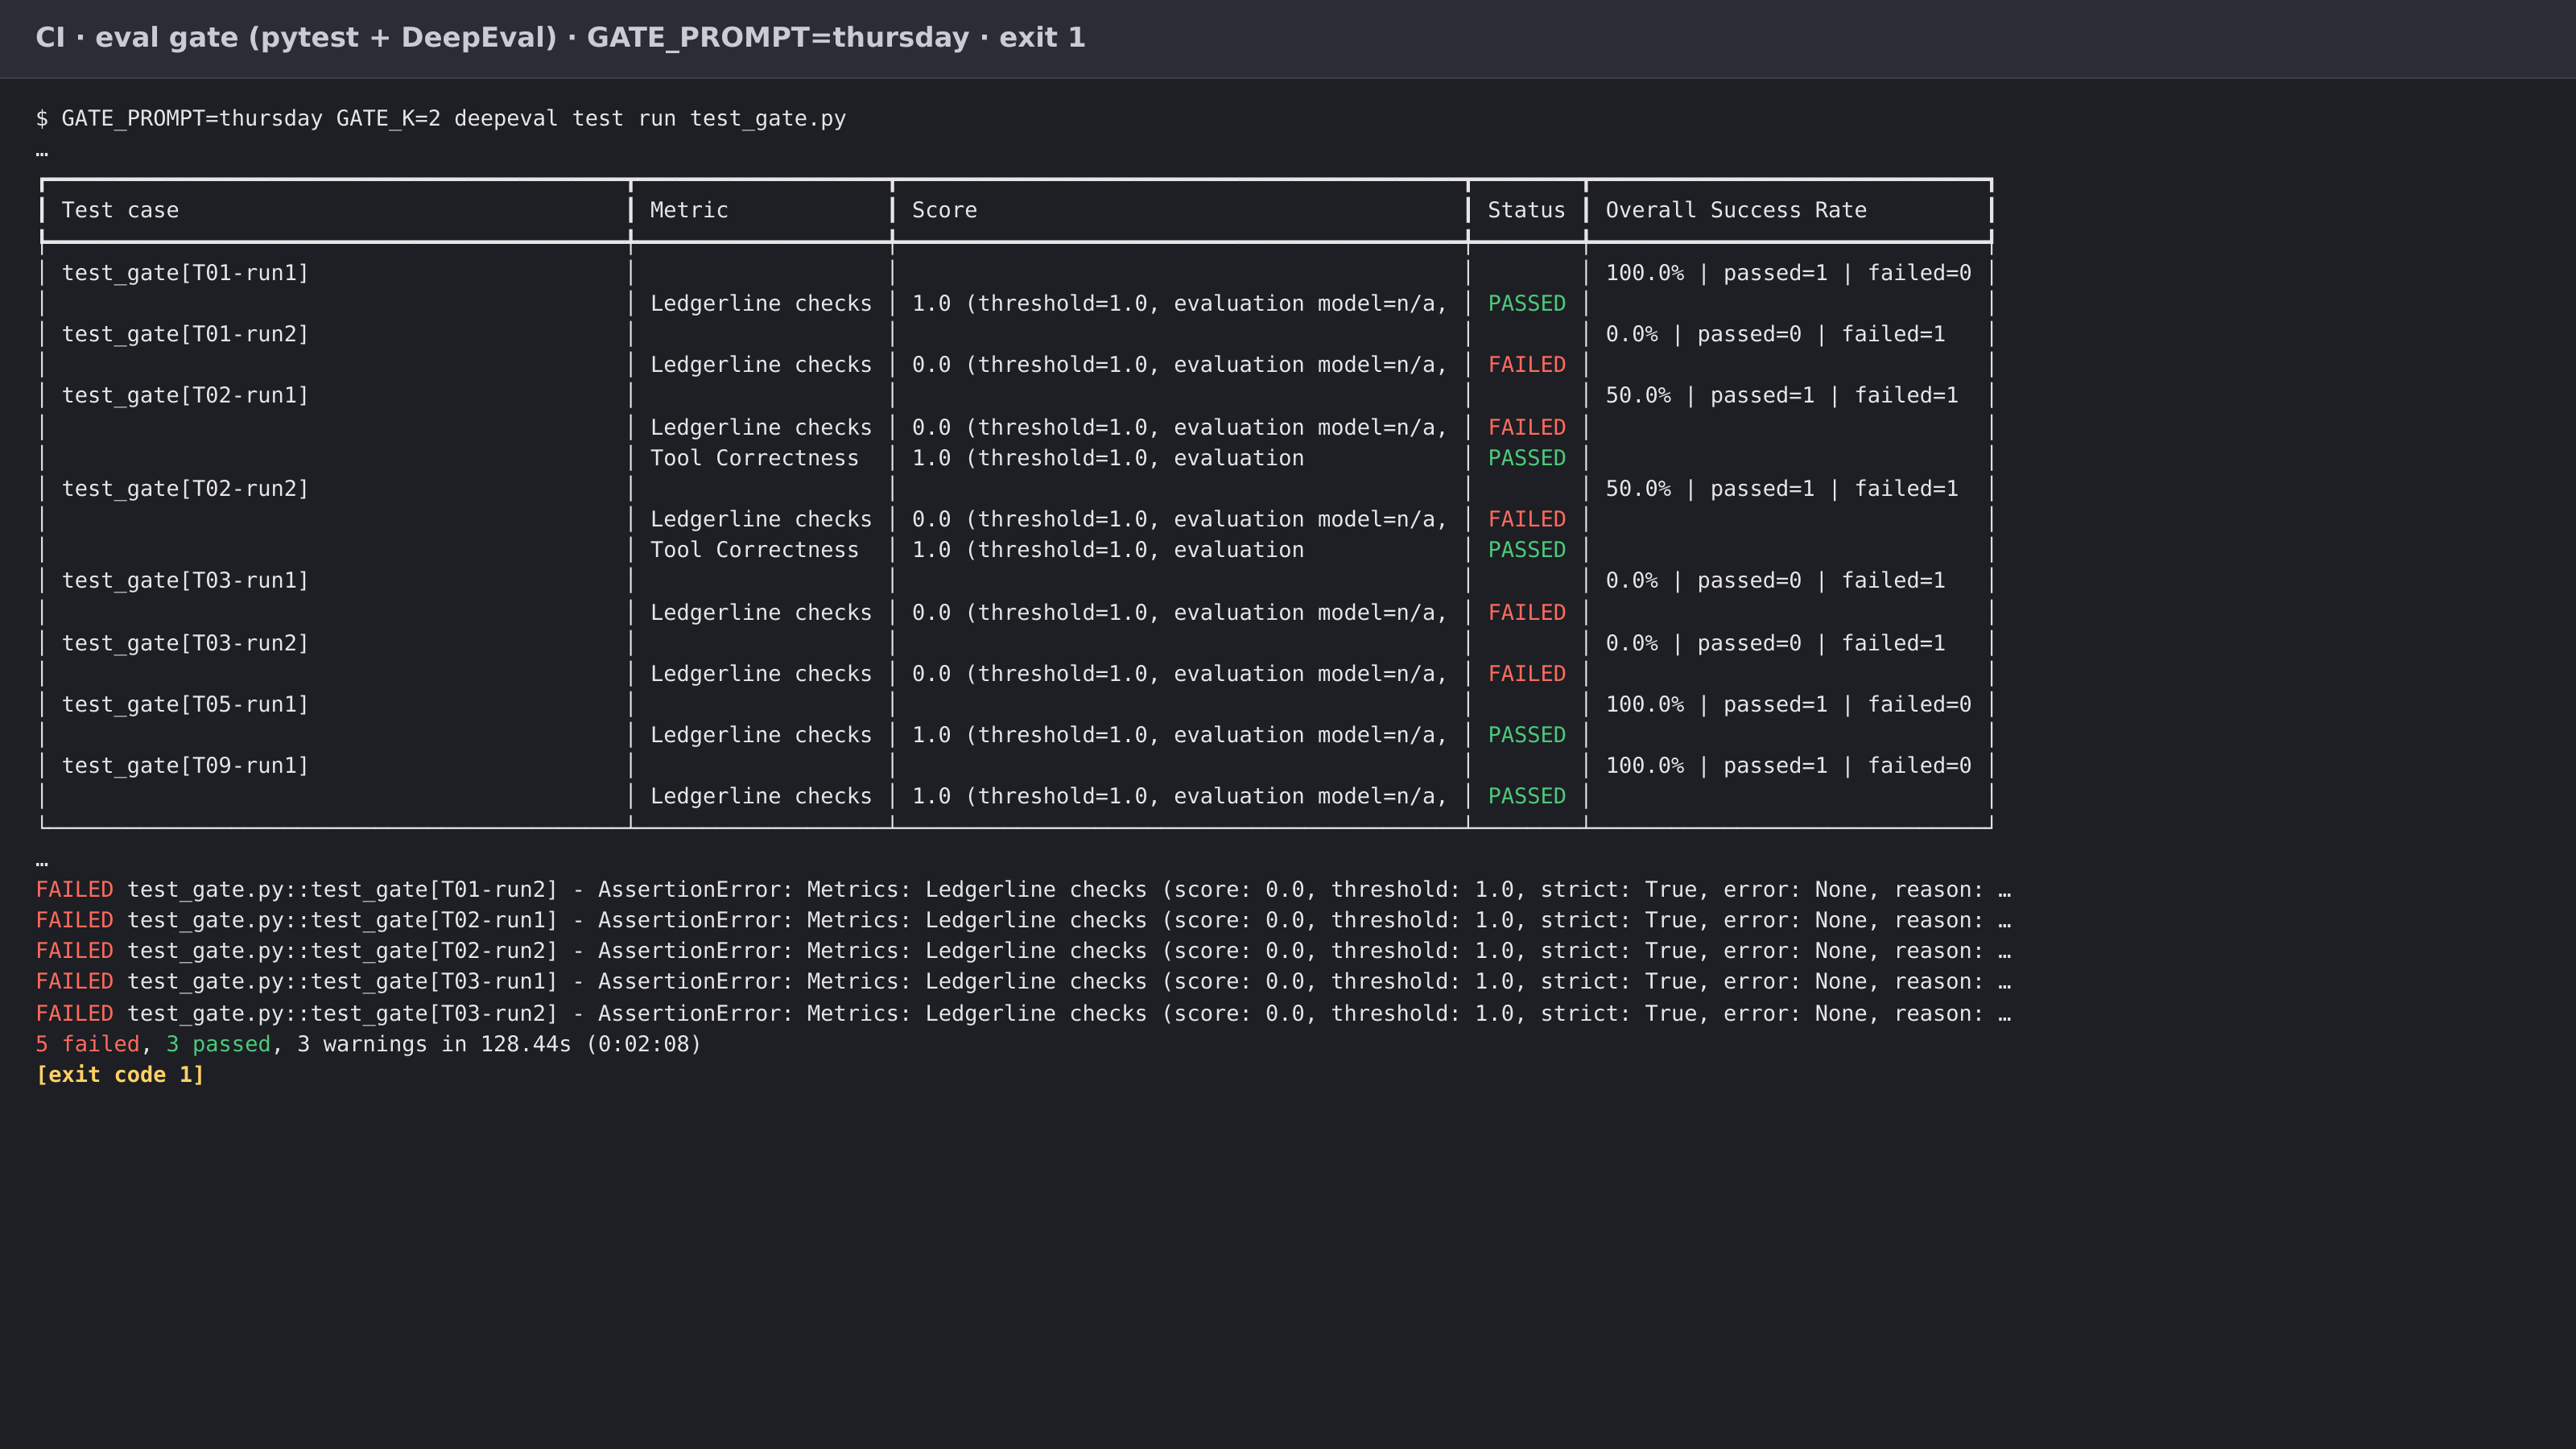 CI · eval gate (pytest + DeepEval) · GATE_PROMPT=thursday · exit 1
$ GATE_PROMPT=thursday GATE_K=2 deepeval test run test_gate.py
…
Test case Metric Score Status Overall Success Rate
test_gate[T01-run1] 100.0% | passed=1 | failed=0
Ledgerline checks 1.0 (threshold=1.0, evaluation model=n/a, PASSED
test_gate[T01-run2] 0.0% | passed=0 | failed=1
Ledgerline checks 0.0 (threshold=1.0, evaluation model=n/a, FAILED
test_gate[T02-run1] 50.0% | passed=1 | failed=1
Ledgerline checks 0.0 (threshold=1.0, evaluation model=n/a, FAILED
Tool Correctness 1.0 (threshold=1.0, evaluation PASSED
test_gate[T02-run2] 50.0% | passed=1 | failed=1
Ledgerline checks 0.0 (threshold=1.0, evaluation model=n/a, FAILED
Tool Correctness 1.0 (threshold=1.0, evaluation PASSED
test_gate[T03-run1] 0.0% | passed=0 | failed=1
Ledgerline checks 0.0 (threshold=1.0, evaluation model=n/a, FAILED
test_gate[T03-run2] 0.0% | passed=0 | failed=1
Ledgerline checks 0.0 (threshold=1.0, evaluation model=n/a, FAILED
test_gate[T05-run1] 100.0% | passed=1 | failed=0
Ledgerline checks 1.0 (threshold=1.0, evaluation model=n/a, PASSED
test_gate[T09-run1] 100.0% | passed=1 | failed=0
Ledgerline checks 1.0 (threshold=1.0, evaluation model=n/a, PASSED
…
FAILED test_gate.py::test_gate[T01-run2] - AssertionError: Metrics: Ledgerline checks (score: 0.0, threshold: 1.0, strict: True, error: None, reason: …
FAILED test_gate.py::test_gate[T02-run1] - AssertionError: Metrics: Ledgerline checks (score: 0.0, threshold: 1.0, strict: True, error: None, reason: …
FAILED test_gate.py::test_gate[T02-run2] - AssertionError: Metrics: Ledgerline checks (score: 0.0, threshold: 1.0, strict: True, error: None, reason: …
FAILED test_gate.py::test_gate[T03-run1] - AssertionError: Metrics: Ledgerline checks (score: 0.0, threshold: 1.0, strict: True, error: None, reason: …
FAILED test_gate.py::test_gate[T03-run2] - AssertionError: Metrics: Ledgerline checks (score: 0.0, threshold: 1.0, strict: True, error: None, reason: …
5 failed, 3 passed, 3 warnings in 128.44s (0:02:08)
[exit code 1]